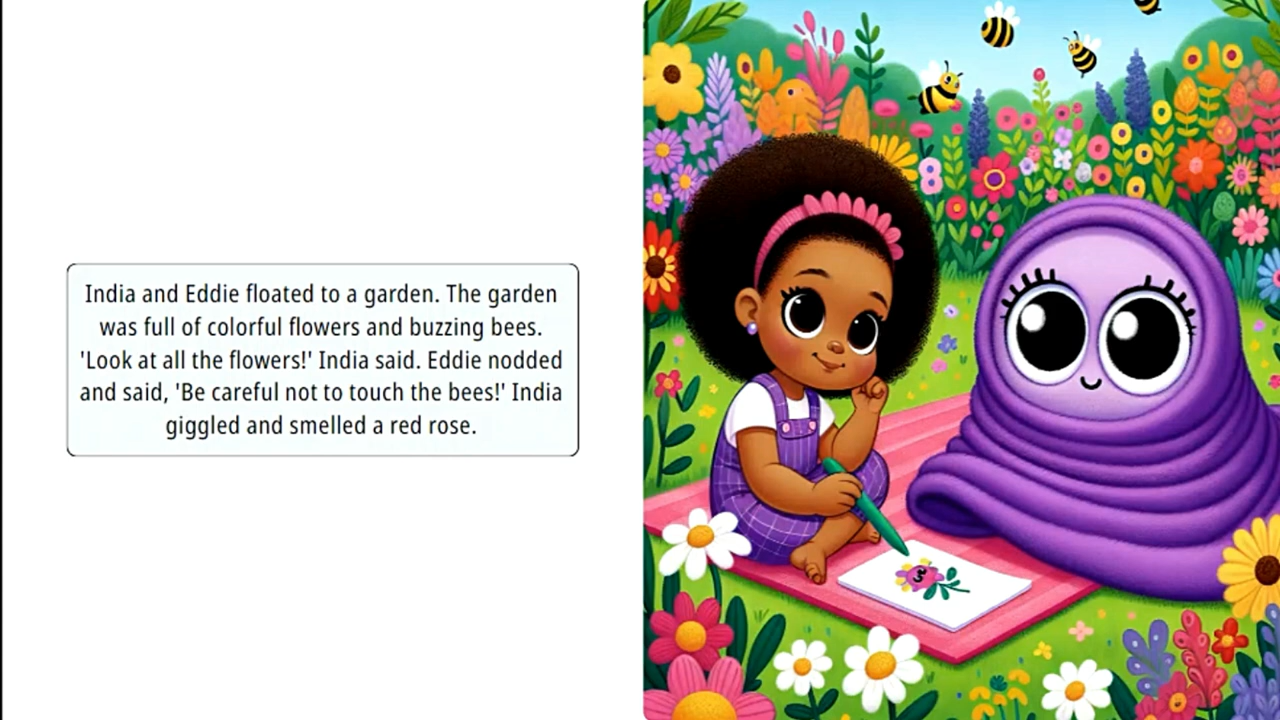 India and Eddie floated to a garden. The garden
was full of colorful flowers and buzzing bees.
'Look at all the flowers!' India said. Eddie nodded
and said, 'Be careful not to touch the bees!' India
giggled and smelled a red rose.